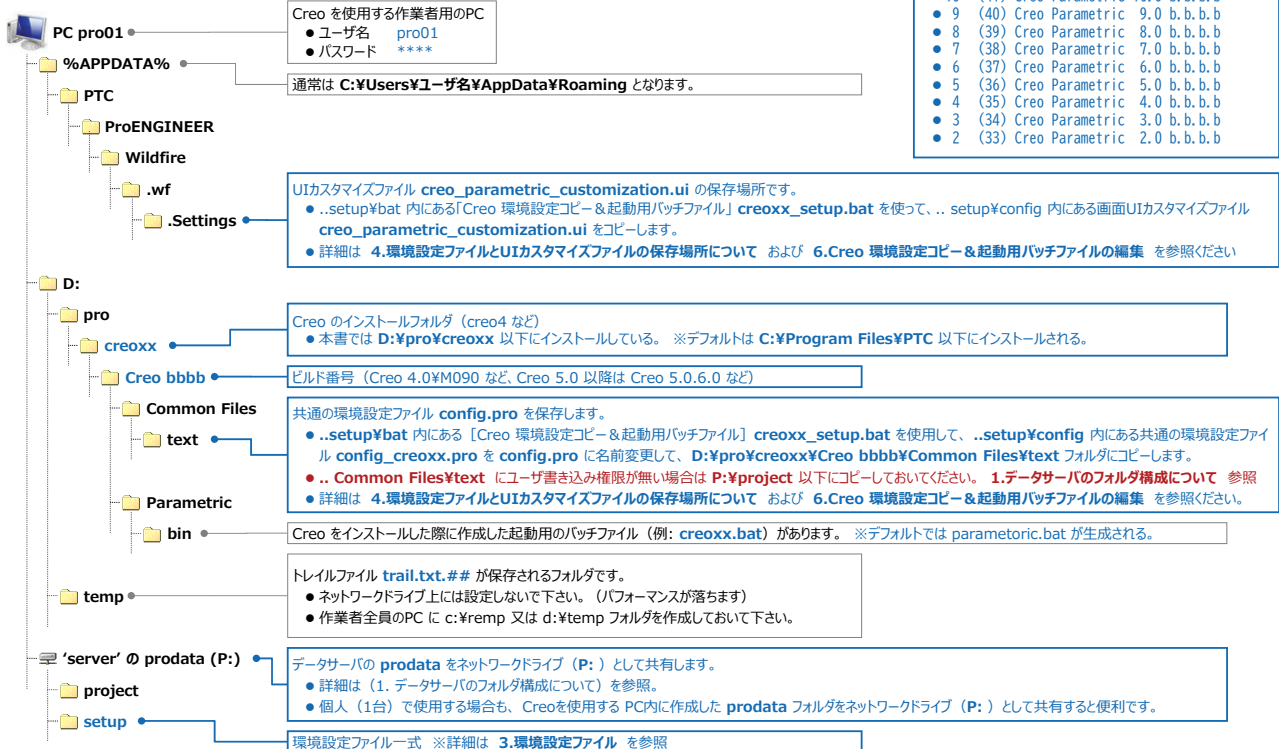 Creo を使用する作業者用のPC
● ユーザ名 pro01
● パスワード ****
PC pro01
● 9 (40) Creo Parametric 9.0 b.b.b.b
● 8 (39) Creo Parametric 8.0 b.b.b.b
● 7 (38) Creo Parametric 7.0 b.b.b.b
● 6 (37) Creo Parametric 6.0 b.b.b.b
● 5 (36) Creo Parametric 5.0 b.b.b.b
● 4 (35) Creo Parametric 4.0 b.b.b.b
● 3 (34) Creo Parametric 3.0 b.b.b.b
● 2 (33) Creo Parametric 2.0 b.b.b.b
%APPDATA%
通常は C:¥Users¥ユーザ名¥AppData¥Roaming となります。
PTC
ProENGINEER
Wildfire
.wf
.Settings
UIカスタマイズファイル creo_parametric_customization.ui の保存場所です。
● ..setup¥bat 内にある「Creo 環境設定コピー＆起動用バッチファイル」 creoxx_setup.bat を使って、.. setup¥config 内にある画面UIカスタマイズファイル
creo_parametric_customization.ui をコピーします。
● 詳細は 4.環境設定ファイルとUIカスタマイズファイルの保存場所について および 6.Creo 環境設定コピー＆起動用バッチファイルの編集 を参照ください
D:
pro
creoxx
Creo のインストールフォルダ（creo4 など）
● 本書では D:¥pro¥creoxx 以下にインストールしている。 ※デフォルトは C:¥Program Files¥PTC 以下にインストールされる。
Creo bbbb
ビルド番号（Creo 4.0¥M090 など、Creo 5.0 以降は Creo 5.0.6.0 など）
Common Files
text
共通の環境設定ファイル config.pro を保存します。
● ..setup¥bat 内にある［Creo 環境設定コピー＆起動用バッチファイル］creoxx_setup.bat を使用して、..setup¥config 内にある共通の環境設定ファイ
ル config_creoxx.pro を config.pro に名前変更して、D:¥pro¥creoxx¥Creo bbbb¥Common Files¥text フォルダにコピーします。
● .. Common Files¥text にユーザ書き込み権限が無い場合は P:¥project 以下にコピーしておいてください。 1.データサーバのフォルダ構成について 参照
● 詳細は 4.環境設定ファイルとUIカスタマイズファイルの保存場所について および 6.Creo 環境設定コピー＆起動用バッチファイルの編集 を参照ください。
Parametric
bin
Creo をインストールした際に作成した起動用のバッチファイル（例: creoxx.bat）があります。 ※デフォルトでは parametoric.bat が生成される。
temp
トレイルファイル trail.txt.## が保存されるフォルダです。
● ネットワークドライブ上には設定しないで下さい。（パフォーマンスが落ちます）
● 作業者全員のPC に c:¥remp 又は d:¥temp フォルダを作成しておいて下さい。
‘server’ の prodata (P:)
データサーバの prodata をネットワークドライブ（P: ）として共有します。
● 詳細は（1. データサーバのフォルダ構成について）を参照。
● 個人（1台）で使用する場合も、Creoを使用する PC内に作成した prodata フォルダをネットワークドライブ（P: ）として共有すると便利です。
project
setup
環境設定ファイル一式 ※詳細は 3.環境設定ファイル を参照